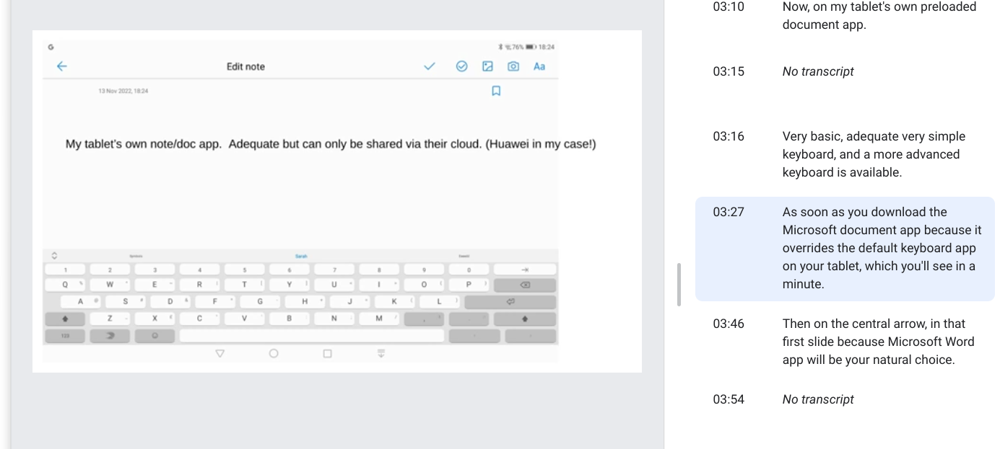 G
76% 18:24
Edit note
Aa
13 Nov 2022, 18:24
My tablet's own note/doc app.  Adequate but can only be shared via their cloud. (Huawei in my case!)
Sarah
1 2 3 4 5 6 7 8 9 0
Q W E R T Y U I O P
A S D F G H J K L
Z X C V B N M
123
03:10 Now, on my tablet's own preloaded
document app.
03:15 No transcript
03:16 Very basic, adequate very simple
keyboard, and a more advanced
keyboard is available.
03:27 As soon as you download the
Microsoft document app because it
overrides the default keyboard app
on your tablet, which you'll see in a
minute.
03:46 Then on the central arrow, in that
first slide because Microsoft Word
app will be your natural choice.
03:54 No transcript